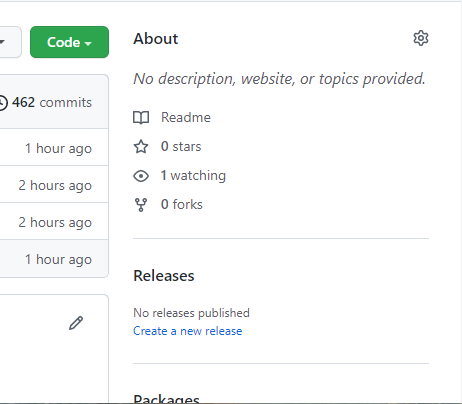 Code
About
No description, website, or topics provided.
462 commits
Readme
1 hour ago
0 stars
2 hours ago
1 watching
2 hours ago
0 forks
1 hour ago
Releases
No releases published
Create a new release
Packages